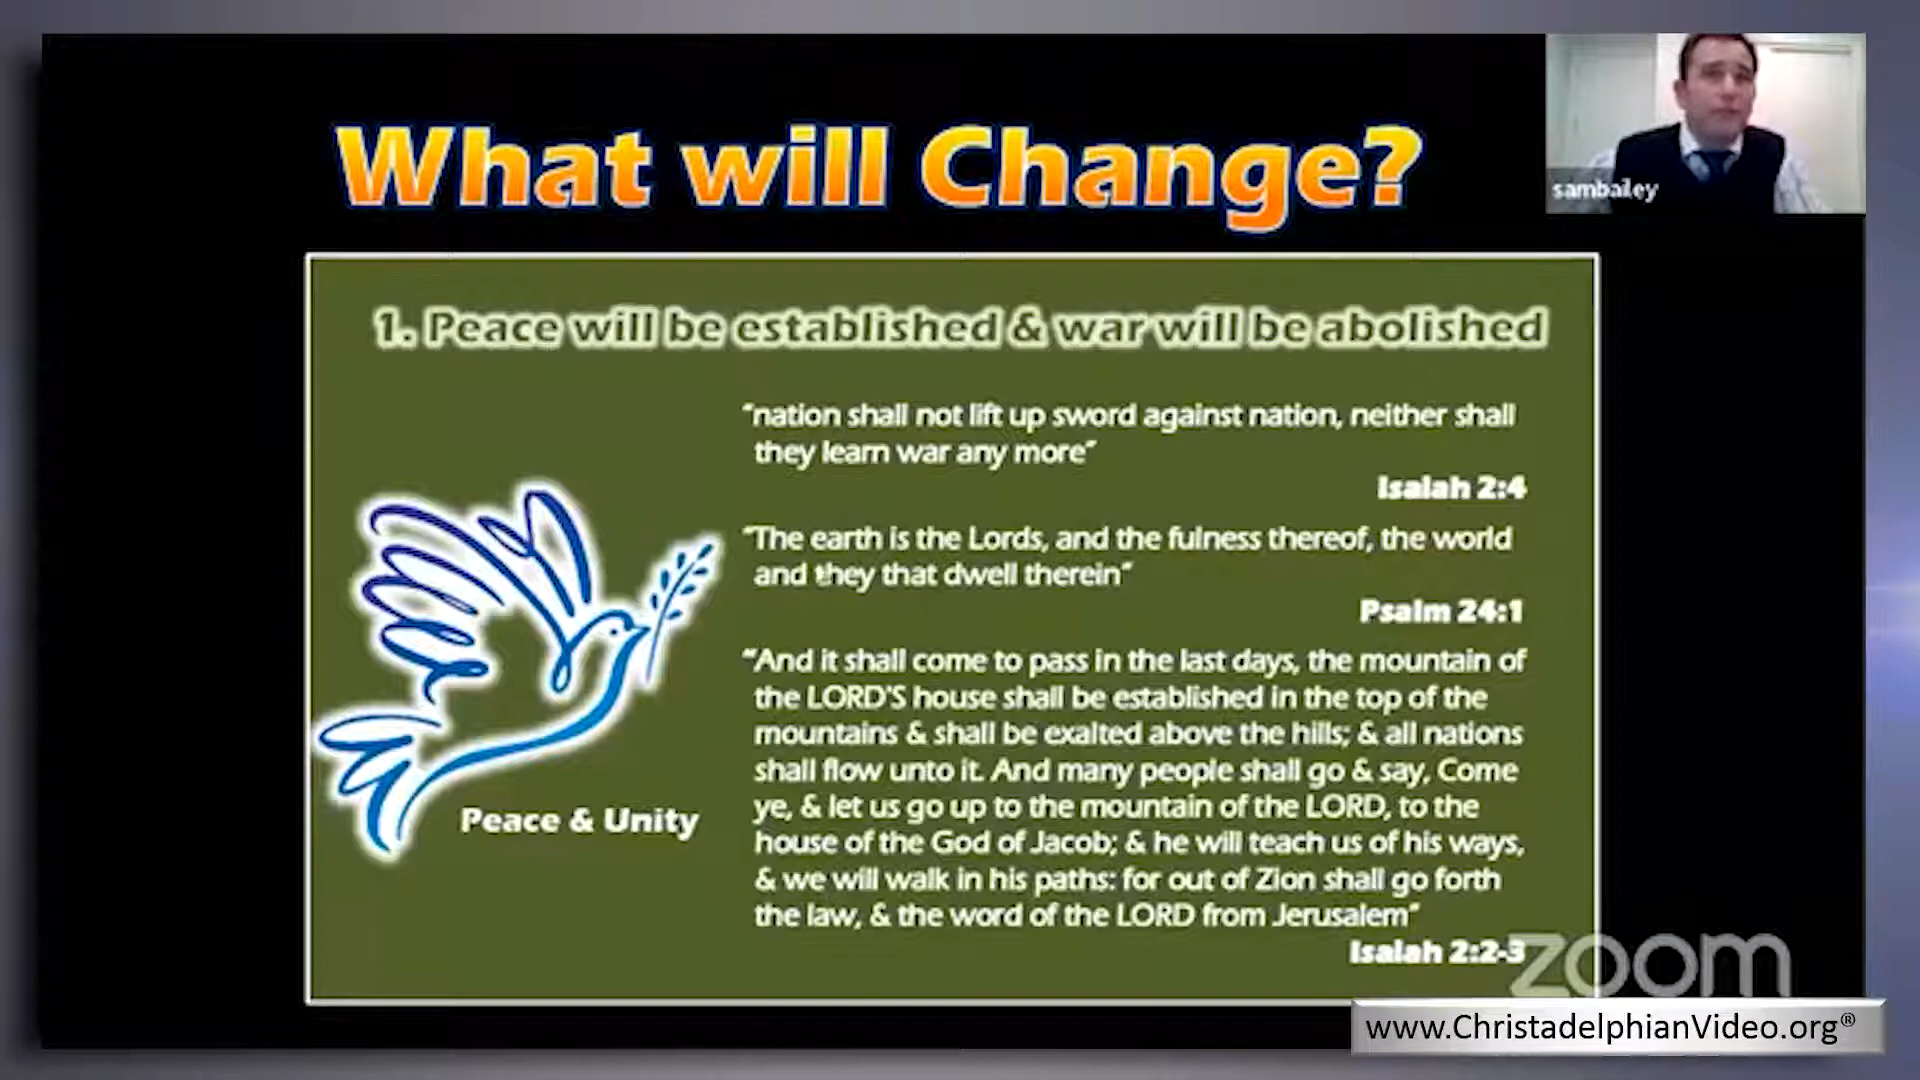 What will Change?
sambailey
1. Peace will be established & war will be abolished
"nation shall not lift up sword against nation, neither shall
they learn war any more"
Isaiah 2:4
"The earth is the Lords, and the fulness thereof, the world
and they that dwell therein"
Psalm 24:1
"And it shall come to pass in the last days, the mountain of
the LORD'S house shall be established in the top of the
mountains & shall be exalted above the hills; & all nations
shall flow unto it. And many people shall go & say, Come
ye, & let us go up to the mountain of the LORD, to the
house of the God of Jacob; & he will teach us of his ways,
& we will walk in his paths: for out of Zion shall go forth
the law, & the word of the LORD from Jerusalem"
Isaiah 2:2-3
Peace & Unity
zoom
www.ChristadelphianVideo.org®